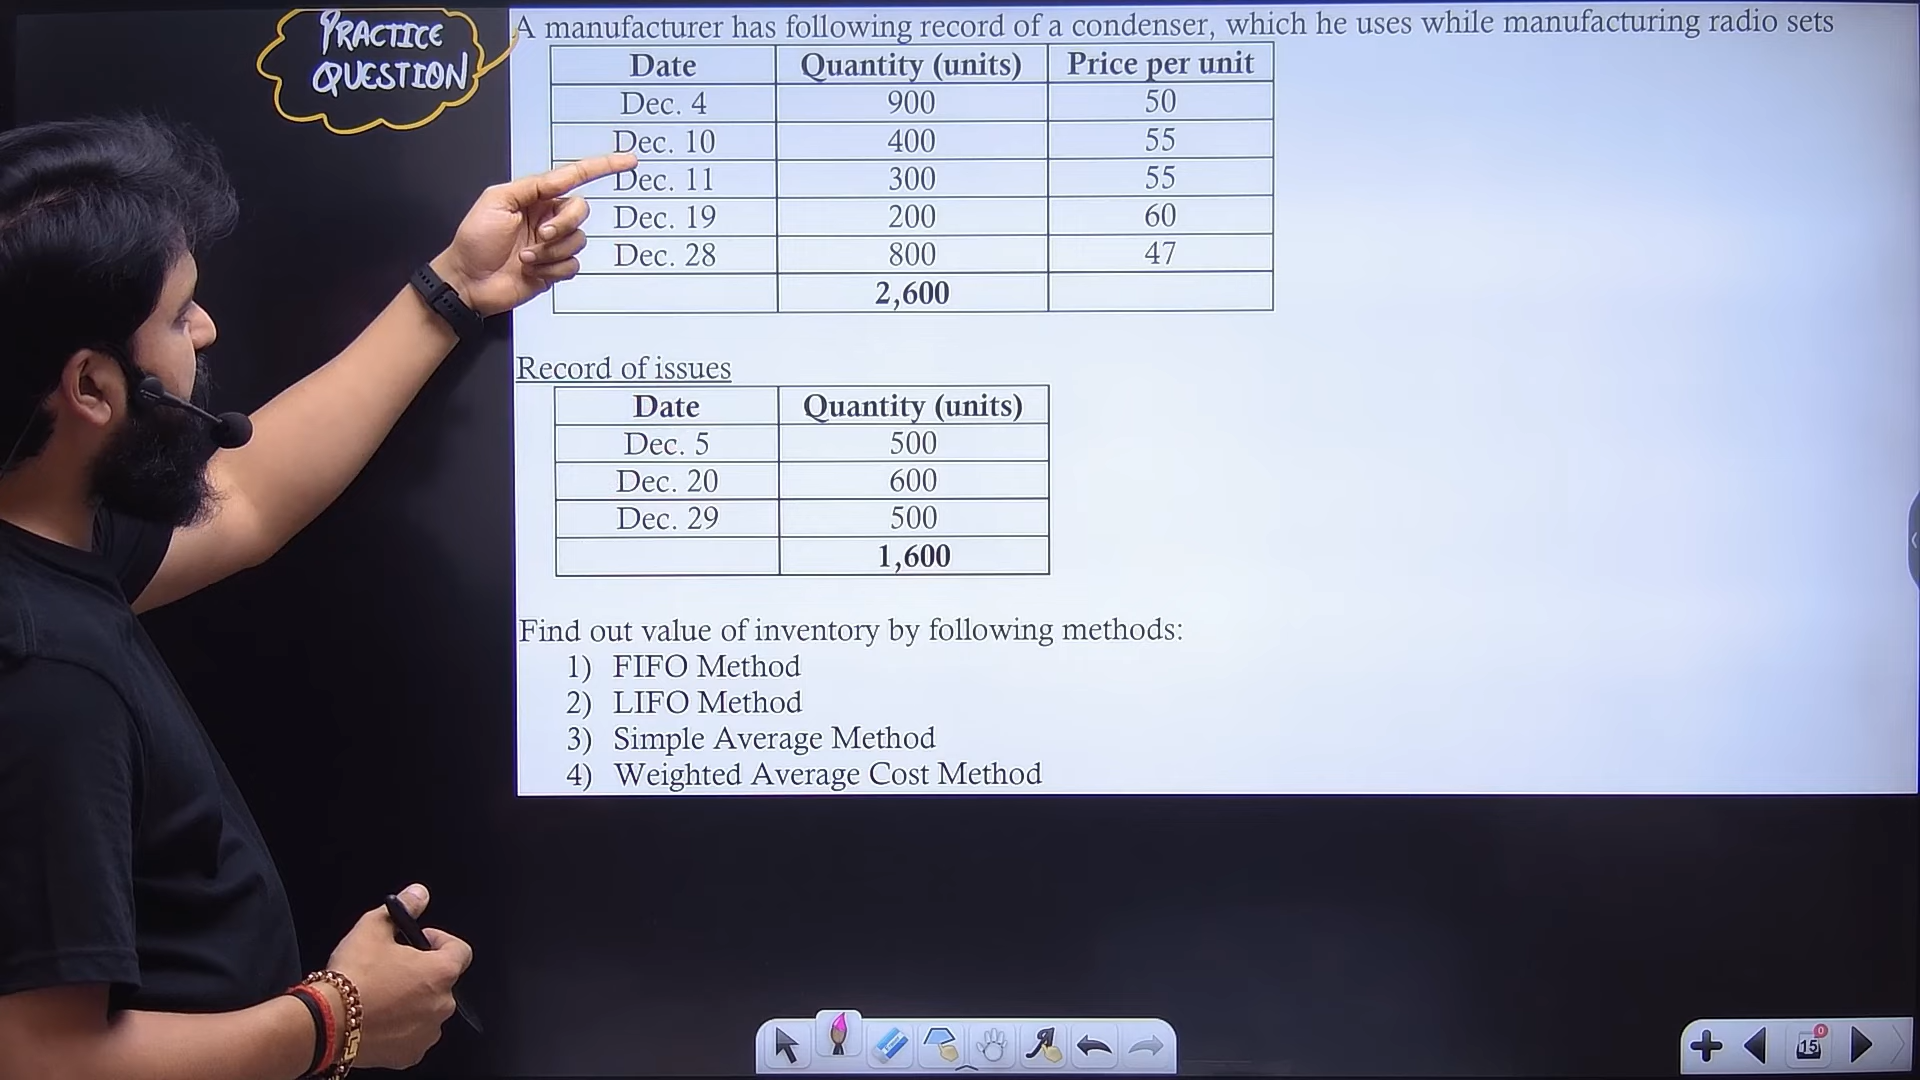 PRACTICE
QUESTION
A manufacturer has following record of a condenser, which he uses while manufacturing radio sets
Date Quantity (units) Price per unit
Dec. 4 900 50
Dec. 10 400 55
Dec. 11 300 55
Dec. 19 200 60
Dec. 28 800 47
2,600
Record of issues
Date Quantity (units)
Dec. 5 500
Dec. 20 600
Dec. 29 500
1,600
Find out value of inventory by following methods:
1) FIFO Method
2) LIFO Method
3) Simple Average Method
4) Weighted Average Cost Method
0
15